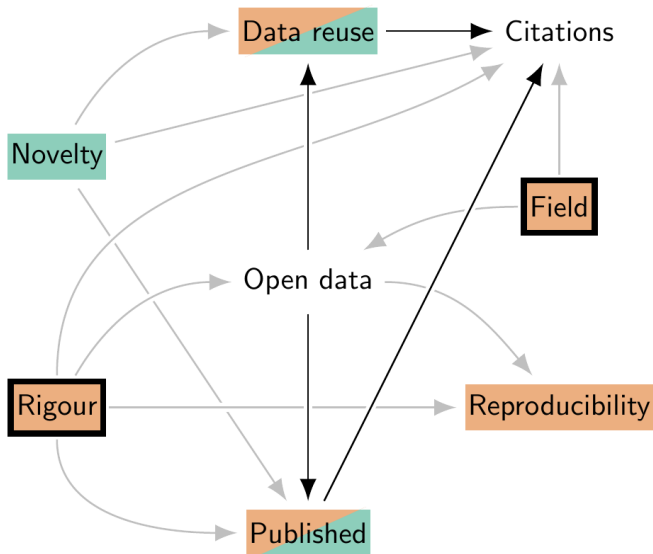 Data reuse
Citations
Novelty
Field
Open data
Rigour
Reproducibility
Published